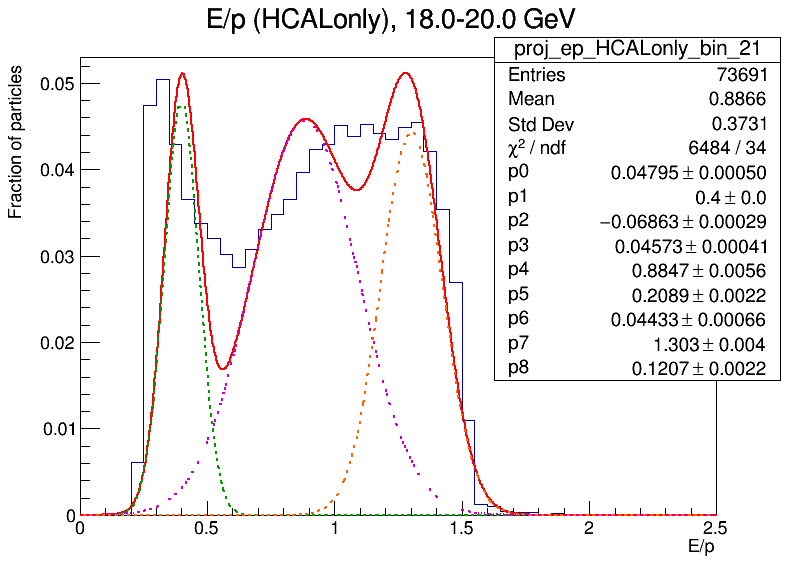 E/p (HCALonly), 18.0-20.0 GeV
proj_ep_HCALonly_bin_21
Entries 73691
Mean 0.8866
Std Dev 0.3731
χ² / ndf 6484 / 34
p0 0.04795 ± 0.00050
p1 0.4 ± 0.0
p2 −0.06863 ± 0.00029
p3 0.04573 ± 0.00041
p4 0.8847 ± 0.0056
p5 0.2089 ± 0.0022
p6 0.04433 ± 0.00066
p7 1.303 ± 0.004
p8 0.1207 ± 0.0022
Fraction of particles
0.05
0.04
0.03
0.02
0.01
0
0 0.5 1 1.5 2 2.5
E/p